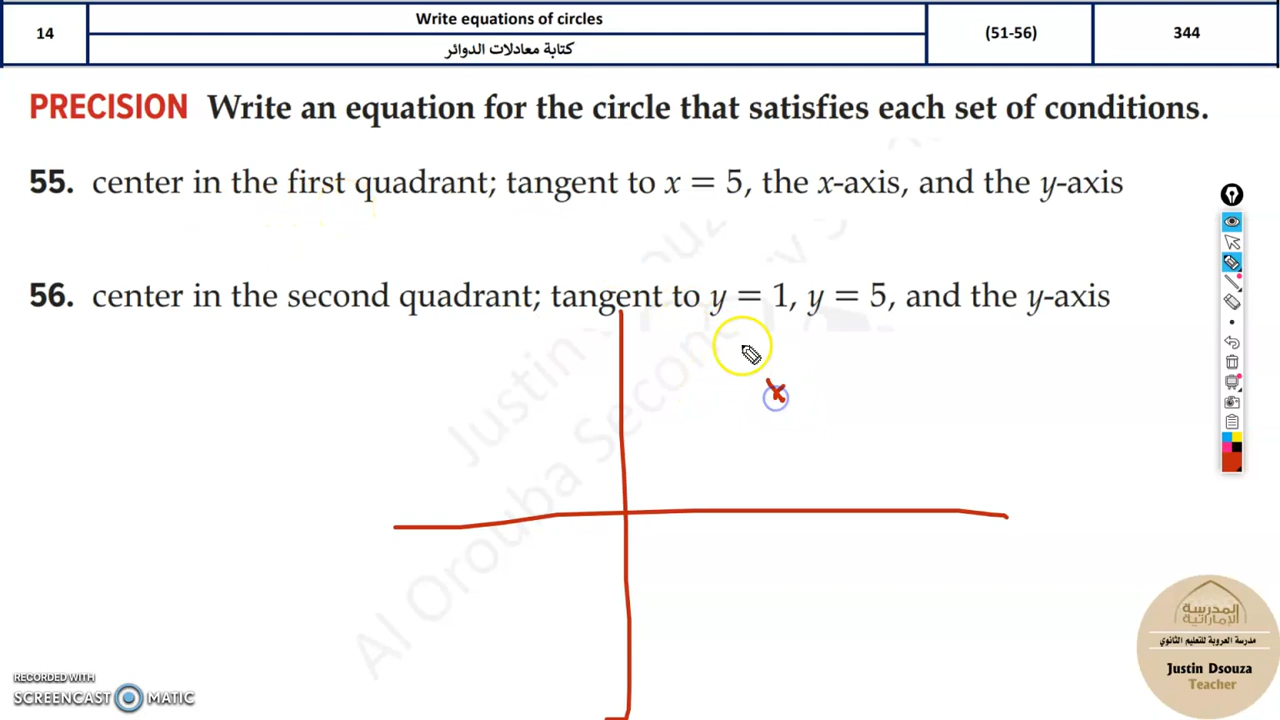 14
Write equations of circles
كتابة معادلات الدوائر
(51-56)
344
PRECISION Write an equation for the circle that satisfies each set of conditions.
55. center in the first quadrant; tangent to x = 5, the x-axis, and the y-axis
56. center in the second quadrant; tangent to y = 1, y = 5, and the y-axis
x
المدرسة
الإماراتية
مدرسة العروبة للتعليم الثانوي
Justin Dsouza
Teacher
RECORDED WITH
SCREENCAST MATIC